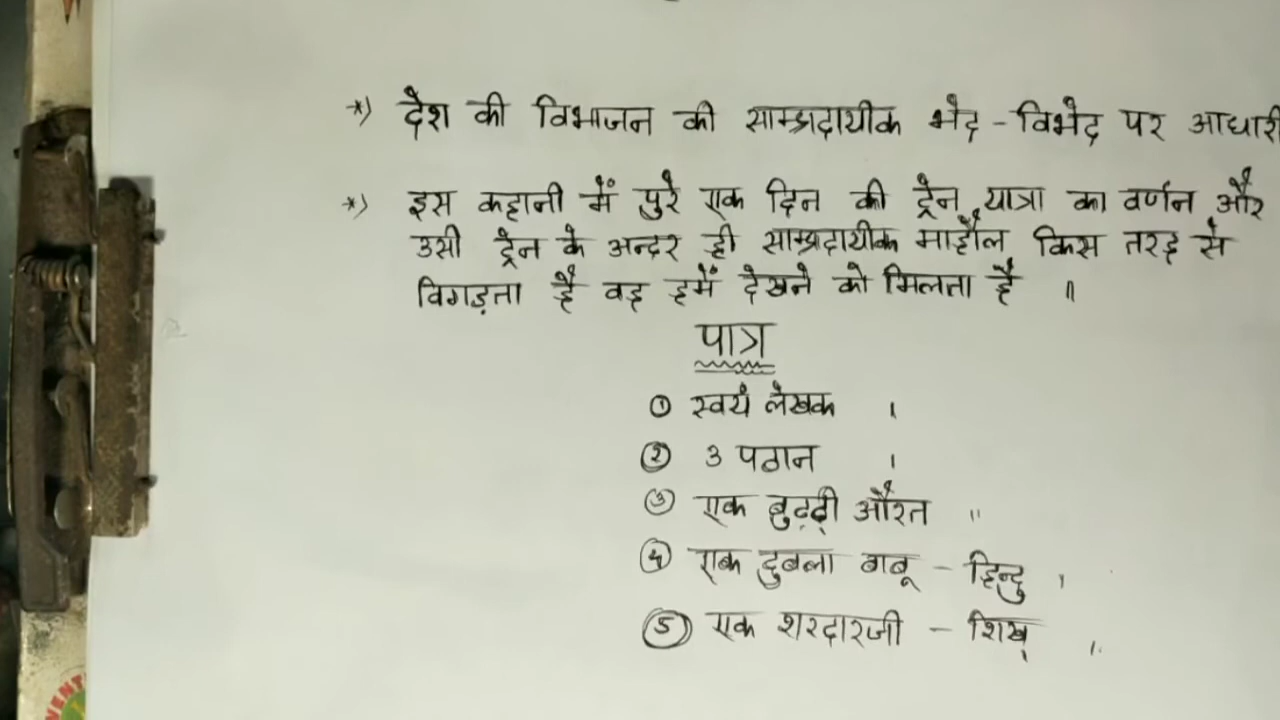 *) देश की विभाजन की साम्प्रदायीक भेद - विभेद पर आधारी
*) इस कहानी में पुरे एक दिन की ट्रेन यात्रा का वर्णन और
उसी ट्रेन के अन्दर ही साम्प्रदायीक माहौल किस तरह से
विगड़ता है वह हमें देखने को मिलता है ॥
पात्र
① स्वयं लेखक ।
② 3 पठान ।
③ एक बुढ्ढी औरत "
④ एक दुबला बाबू - हिन्दु ,
⑤ एक शरदारजी - शिख् ".
NENT